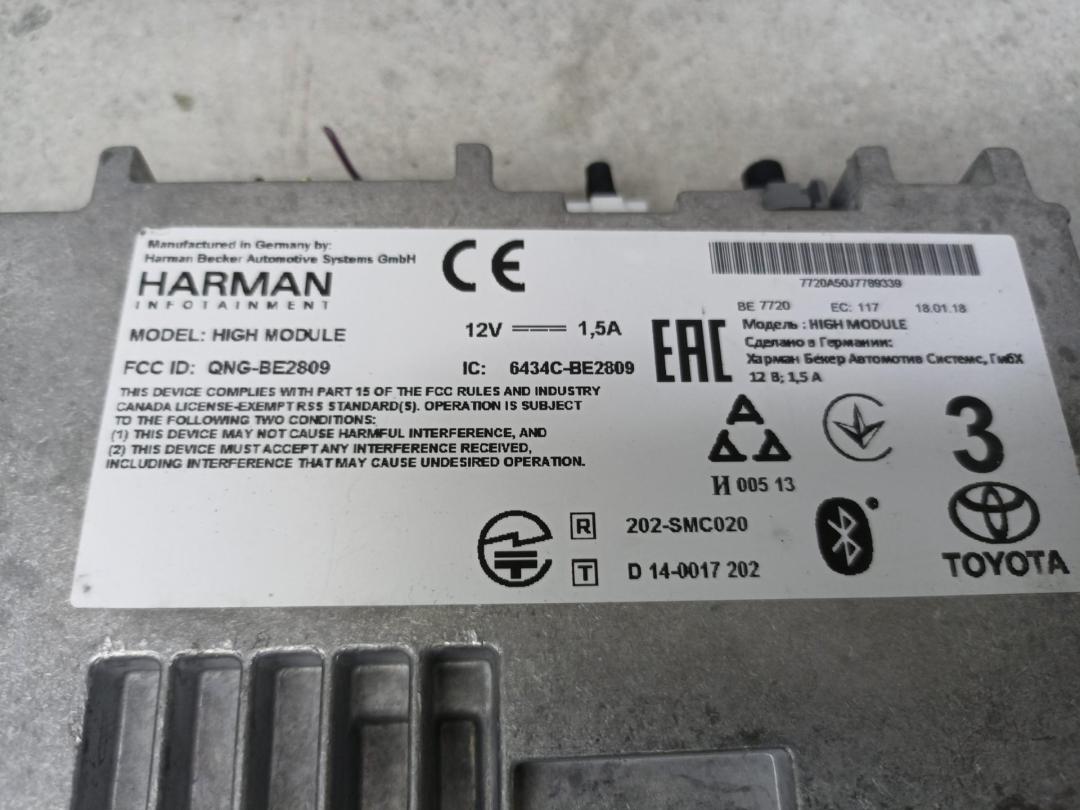 Manufactured in Germany by:
Harman Becker Automotive Systems GmbH
HARMAN
INFOTAINMENT
MODEL: HIGH MODULE
FCC ID: QNG-BE2809
CE
12V 1,5A
IC: 6434C-BE2809
THIS DEVICE COMPLIES WITH PART 15 OF THE FCC RULES AND INDUSTRY
CANADA LICENSE-EXEMPT RSS STANDARD(S). OPERATION IS SUBJECT
TO THE FOLLOWING TWO CONDITIONS:
(1) THIS DEVICE MAY NOT CAUSE HARMFUL INTERFERENCE, AND
(2) THIS DEVICE MUST ACCEPT ANY INTERFERENCE RECEIVED,
INCLUDING INTERFERENCE THAT MAY CAUSE UNDESIRED OPERATION.
7720A50J7789339
BE 7720 EC: 117 18.01.18
EAC
Модель : HIGH MODULE
Сделано в Германии:
Харман Бекер Автомотив Системс, ГмбХ
12 В; 1,5 А
И 005 13
3
R 202-SMC020
T D 14-0017 202
TOYOTA